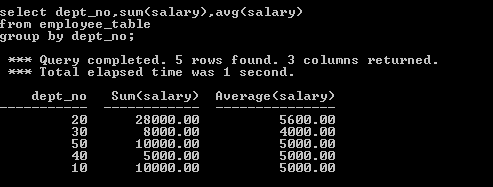 select dept_no,sum(salary),avg(salary)
from employee_table
group by dept_no;
*** Query completed. 5 rows found. 3 columns returned.
*** Total elapsed time was 1 second.
dept_no Sum(salary) Average(salary)
----------- ----------------- -----------------
20 28000.00 5600.00
30 8000.00 4000.00
50 10000.00 5000.00
40 5000.00 5000.00
10 10000.00 5000.00